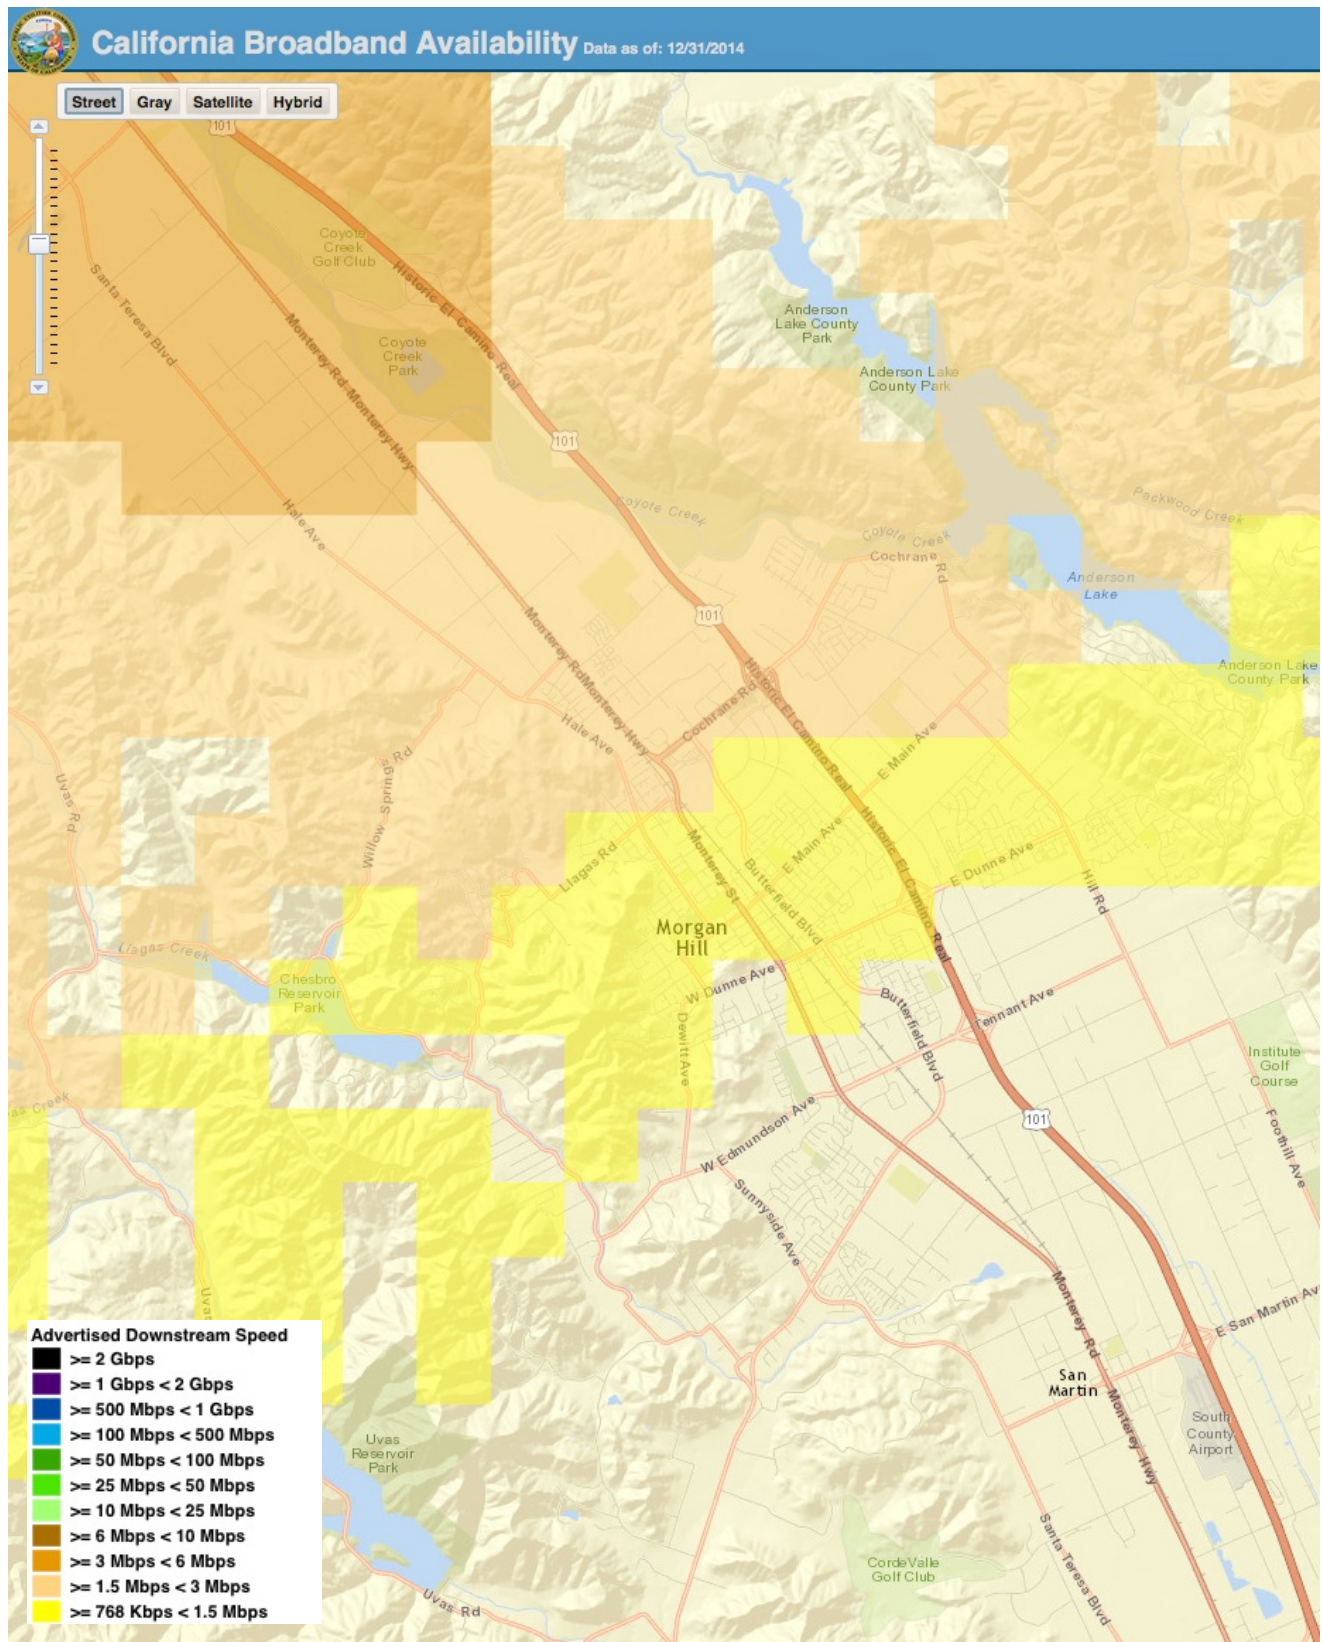 California Broadband Availability Data as of: 12/31/2014
Street Gray Satellite Hybrid
101
Coyote
Creek
Golf Club
Historic El Camino Real
Santa Teresa Blvd
Monterey Rd-Monterey Hwy
Coyote
Creek
Park
Anderson
Lake County
Park
Anderson Lake
County Park
101
Hale Ave
Coyote Creek
Packwood Creek
Coyote Creek
Cochrane
Rd
Anderson
Lake
101
Monterey Rd
Monterey Hwy
Historic El Camino Real
Anderson Lake
County Park
Cochrane Rd
Hale Ave
E Main Ave
Uvas Rd
Willow Springs Rd
Historic El Camino Real
Llagas Rd
Monterey St
E Main Ave
Butterfield Blvd
E Dunne Ave
Hill Rd
Morgan
Hill
Llagas Creek
Chesbro
Reservoir
Park
W Dunne Ave
Butterfield Blvd
Tennant Ave
Dewitt Ave
Institute
Golf
Course
as Creek
101
W Edmundson Ave
Foothill Ave
Sunnyside Ave
Uvas
Monterey Rd
E San Martin Av
San
Martin
Monterey Hwy
South
County
Airport
Uvas
Reservoir
Park
Santa Teresa Blvd
CordeValle
Golf Club
Uvas Rd
Advertised Downstream Speed
>= 2 Gbps
>= 1 Gbps < 2 Gbps
>= 500 Mbps < 1 Gbps
>= 100 Mbps < 500 Mbps
>= 50 Mbps < 100 Mbps
>= 25 Mbps < 50 Mbps
>= 10 Mbps < 25 Mbps
>= 6 Mbps < 10 Mbps
>= 3 Mbps < 6 Mbps
>= 1.5 Mbps < 3 Mbps
>= 768 Kbps < 1.5 Mbps